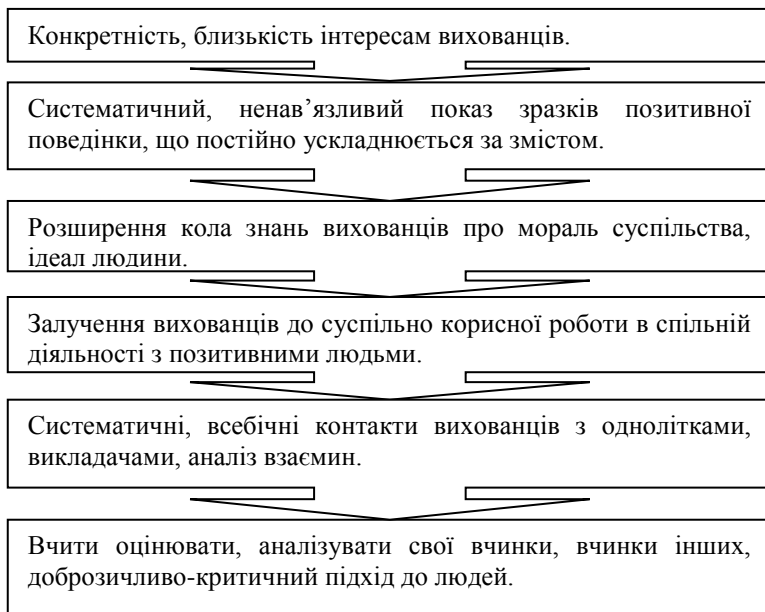 Конкретність, близькість інтересам вихованців.
Систематичний, ненав’язливий показ зразків позитивної
поведінки, що постійно ускладнюється за змістом.
Розширення кола знань вихованців про мораль суспільства,
ідеал людини.
Залучення вихованців до суспільно корисної роботи в спільній
діяльності з позитивними людьми.
Систематичні, всебічні контакти вихованців з однолітками,
викладачами, аналіз взаємин.
Вчити оцінювати, аналізувати свої вчинки, вчинки інших,
доброзичливо-критичний підхід до людей.